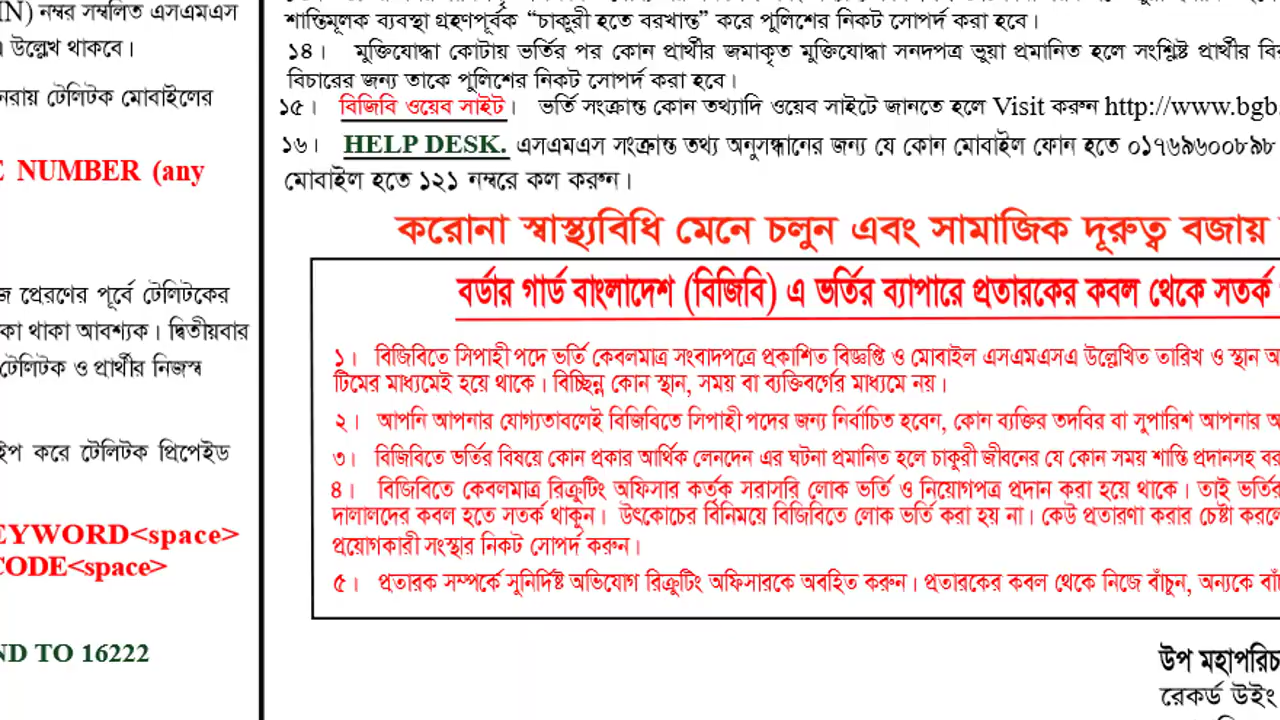 IN) নম্বর সম্বলিত এসএমএস
এ উল্লেখ থাকবে।
নরায় টেলিটক মোবাইলের
E NUMBER (any
জ প্রেরণের পূর্বে টেলিটকের
কা থাকা আবশ্যক। দ্বিতীয়বার
টেলিটক ও প্রার্থীর নিজস্ব
ইপ করে টেলিটক প্রিপেইড
EYWORD<space>
CODE<space>
ND TO 16222
শাস্তিমূলক ব্যবস্থা গ্রহণপূর্বক “চাকুরী হতে বরখাস্ত” করে পুলিশের নিকট সোপর্দ করা হবে।
১৪। মুক্তিযোদ্ধা কোটায় ভর্তির পর কোন প্রার্থীর জমাকৃত মুক্তিযোদ্ধা সনদপত্র ভূয়া প্রমানিত হলে সংশ্লিষ্ট প্রার্থীর
বিচারের জন্য তাকে পুলিশের নিকট সোপর্দ করা হবে।
১৫। বিজিবি ওয়েব সাইট। ভর্তি সংক্রান্ত কোন তথ্যাদি ওয়েব সাইটে জানতে হলে Visit করুন http://www.bgb.
১৬। HELP DESK. এসএমএস সংক্রান্ত তথ্য অনুসন্ধানের জন্য যে কোন মোবাইল ফোন হতে ০১৭৬৯৬০০৮৯৮
মোবাইল হতে ১২১ নম্বরে কল করুন।
করোনা স্বাস্থ্যবিধি মেনে চলুন এবং সামাজিক দূরুত্ব বজায়
বর্ডার গার্ড বাংলাদেশ (বিজিবি) এ ভর্তির ব্যাপারে প্রতারকের কবল থেকে সতর্ক
১। বিজিবিতে সিপাহী পদে ভর্তি কেবলমাত্র সংবাদপত্রে প্রকাশিত বিজ্ঞপ্তি ও মোবাইল এসএমএসএ উল্লেখিত তারিখ ও স্থান
টিমের মাধ্যমেই হয়ে থাকে। বিচ্ছিন্ন কোন স্থান, সময় বা ব্যক্তিবর্গের মাধ্যমে নয়।
২। আপনি আপনার যোগ্যতাবলেই বিজিবিতে সিপাহী পদের জন্য নির্বাচিত হবেন, কোন ব্যক্তির তদবির বা সুপারিশ আপনার
৩। বিজিবিতে ভর্তির বিষয়ে কোন প্রকার আর্থিক লেনদেন এর ঘটনা প্রমানিত হলে চাকুরী জীবনের যে কোন সময় শাস্তি প্রদানসহ বর
৪। বিজিবিতে কেবলমাত্র রিক্রুটিং অফিসার কর্তৃক সরাসরি লোক ভর্তি ও নিয়োগপত্র প্রদান করা হয়ে থাকে। তাই ভর্তির
দালালদের কবল হতে সতর্ক থাকুন। উৎকোচের বিনিময়ে বিজিবিতে লোক ভর্তি করা হয় না। কেউ প্রতারণা করার চেষ্টা করলে
প্রয়োগকারী সংস্থার নিকট সোপর্দ করুন।
৫। প্রতারক সম্পর্কে সুনির্দিষ্ট অভিযোগ রিক্রুটিং অফিসারকে অবহিত করুন। প্রতারকের কবল থেকে নিজে বাঁচুন, অন্যকে
উপ মহাপরিচ
রেকর্ড উইং